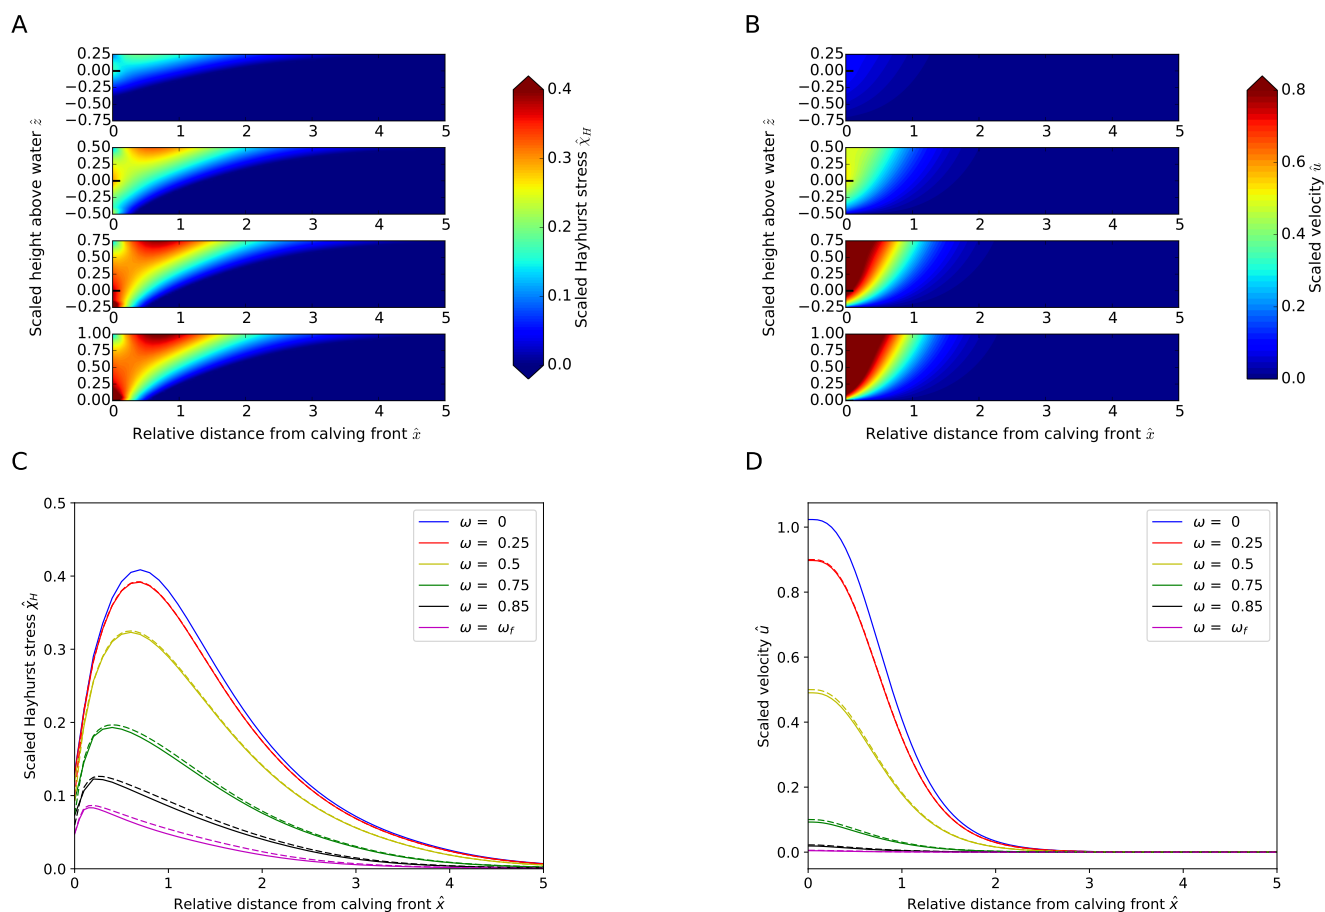 A
B
0.25
0.00
−0.25
−0.50
−0.75
0 1 2 3 4 5
0.50
0.25
0.00
−0.25
−0.50
0 1 2 3 4 5
0.75
0.50
0.25
0.00
−0.25
0 1 2 3 4 5
1.00
0.75
0.50
0.25
0.00
0 1 2 3 4 5
Scaled height above water ẑ
Relative distance from calving front x̂
0.4
0.3
0.2
0.1
0.0
Scaled Hayhurst stress χ̂_H
0.25
0.00
−0.25
−0.50
−0.75
0 1 2 3 4 5
0.50
0.25
0.00
−0.25
−0.50
0 1 2 3 4 5
0.75
0.50
0.25
0.00
−0.25
0 1 2 3 4 5
1.00
0.75
0.50
0.25
0.00
0 1 2 3 4 5
Scaled height above water ẑ
Relative distance from calving front x̂
0.8
0.6
0.4
0.2
0.0
Scaled velocity û
C
0.5
0.4
0.3
0.2
0.1
0.0
0 1 2 3 4 5
Scaled Hayhurst stress χ̂_H
Relative distance from calving front x̂
ω = 0
ω = 0.25
ω = 0.5
ω = 0.75
ω = 0.85
ω = ω_f
D
1.0
0.8
0.6
0.4
0.2
0.0
0 1 2 3 4 5
Scaled velocity û
Relative distance from calving front x̂
ω = 0
ω = 0.25
ω = 0.5
ω = 0.75
ω = 0.85
ω = ω_f